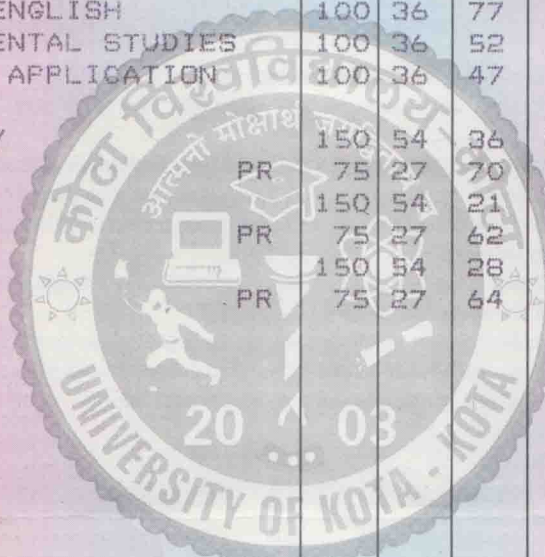 ENGLISH 100 36 77
ENTAL STUDIES 100 36 52
APPLICATION 100 36 47
150 54 36
PR 75 27 70
150 54 21
PR 75 27 62
150 54 28
PR 75 27 64
कोटा विश्वविद्यालय - कोटा
आत्मनो मोक्षार्थं जगद्धिताय च
20 03
UNIVERSITY OF KOTA - KOTA